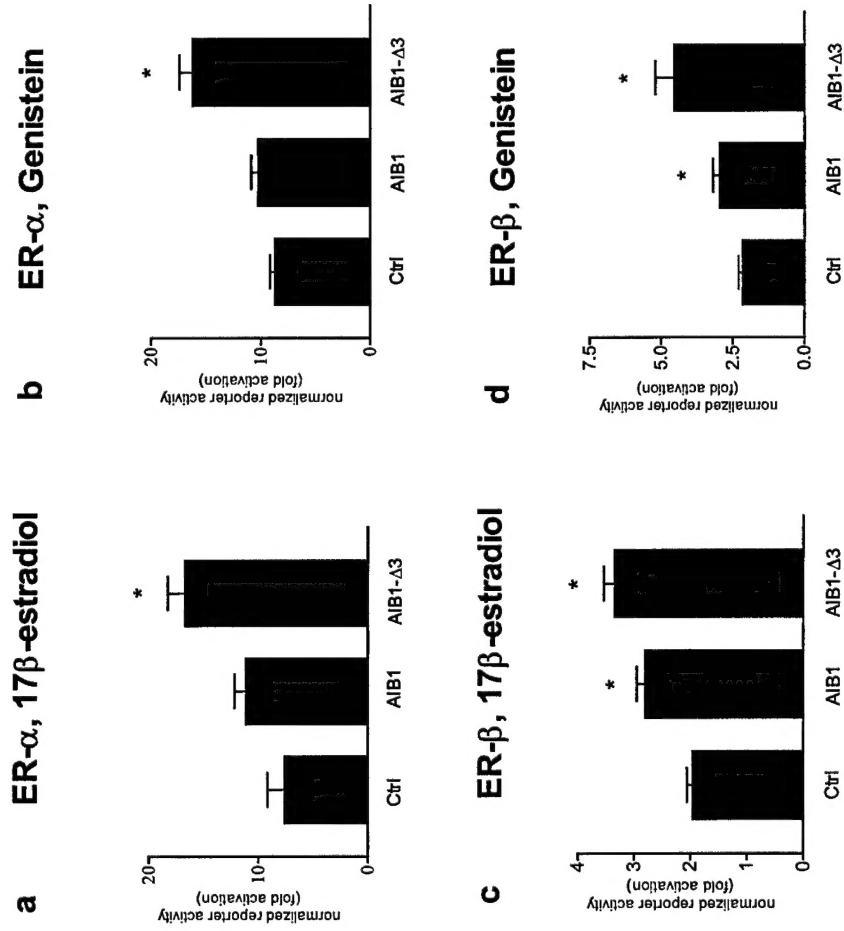 a ER-α, 17β-estradiol
normalized reporter activity
(fold activation)
20
10
0
Ctrl
AIB1
AIB1-Δ3
*
b ER-α, Genistein
normalized reporter activity
(fold activation)
20
10
0
Ctrl
AIB1
AIB1-Δ3
*
c ER-β, 17β-estradiol
normalized reporter activity
(fold activation)
4
3
2
1
0
Ctrl
AIB1
AIB1-Δ3
*
*
d ER-β, Genistein
normalized reporter activity
(fold activation)
7.5
5.0
2.5
0.0
Ctrl
AIB1
AIB1-Δ3
*
*